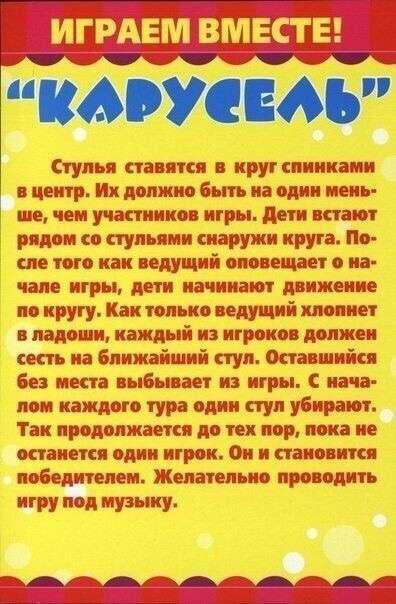 ИГРАЕМ ВМЕСТЕ!
“КАРУСЕЛЬ”
Стулья ставятся в круг спинками
в центр. Их должно быть на один мень-
ше, чем участников игры. Дети встают
рядом со стульями снаружи круга. По-
сле того как ведущий оповещает о на-
чале игры, дети начинают движение
по кругу. Как только ведущий хлопнет
в ладоши, каждый из игроков должен
сесть на ближайший стул. Оставшийся
без места выбывает из игры. С нача-
лом каждого тура один стул убирают.
Так продолжается до тех пор, пока не
останется один игрок. Он и становится
победителем. Желательно проводить
игру под музыку.